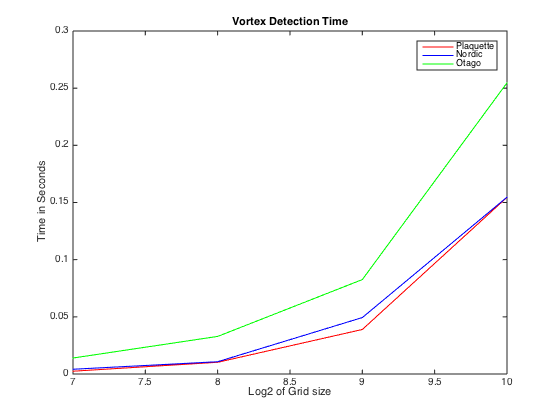 Vortex Detection Time
Plaquette
Nordic
Otago
0.3
0.25
0.2
0.15
0.1
0.05
0
Time in Seconds
7
7.5
8
8.5
9
9.5
10
Log2 of Grid size